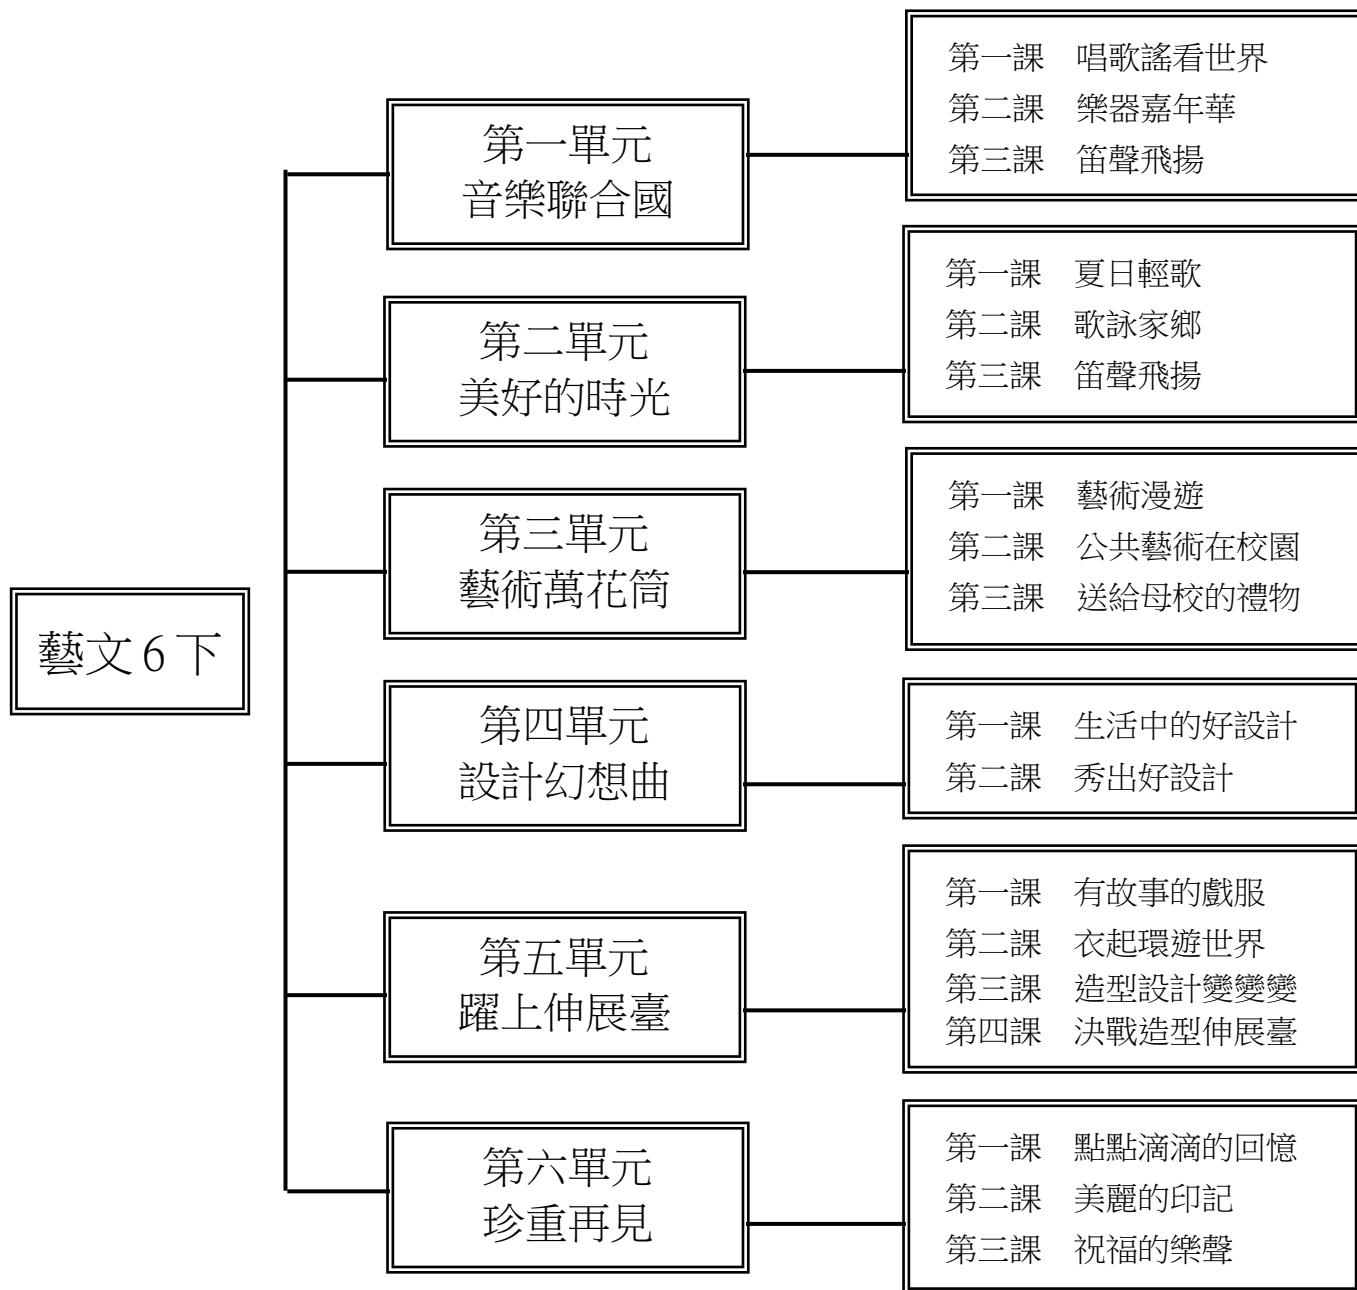 藝文6下
第一單元
音樂聯合國
第一課 唱歌謠看世界
第二課 樂器嘉年華
第三課 笛聲飛揚
第二單元
美好的時光
第一課 夏日輕歌
第二課 歌詠家鄉
第三課 笛聲飛揚
第三單元
藝術萬花筒
第一課 藝術漫遊
第二課 公共藝術在校園
第三課 送給母校的禮物
第四單元
設計幻想曲
第一課 生活中的好設計
第二課 秀出好設計
第五單元
躍上伸展臺
第一課 有故事的戲服
第二課 衣起環遊世界
第三課 造型設計變變變
第四課 決戰造型伸展臺
第六單元
珍重再見
第一課 點點滴滴的回憶
第二課 美麗的印記
第三課 祝福的樂聲